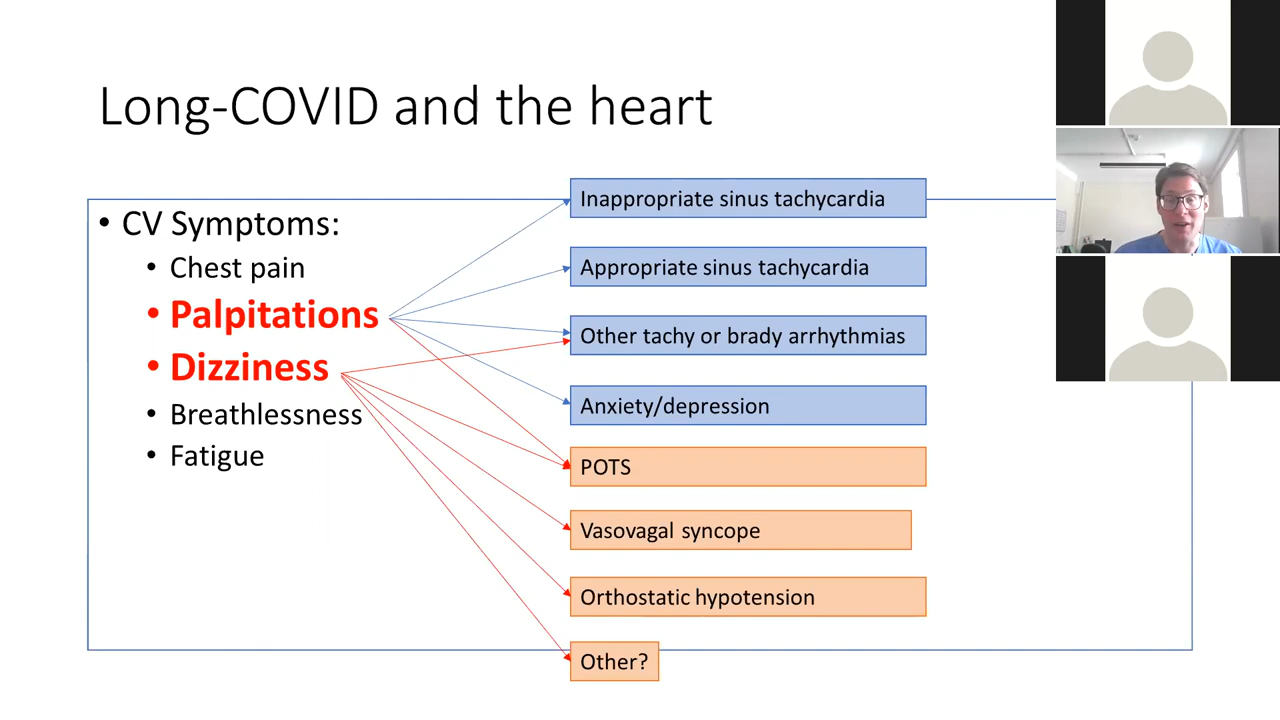 Long-COVID and the heart
• CV Symptoms:
• Chest pain
• Palpitations
• Dizziness
• Breathlessness
• Fatigue
Inappropriate sinus tachycardia
Appropriate sinus tachycardia
Other tachy or brady arrhythmias
Anxiety/depression
POTS
Vasovagal syncope
Orthostatic hypotension
Other?